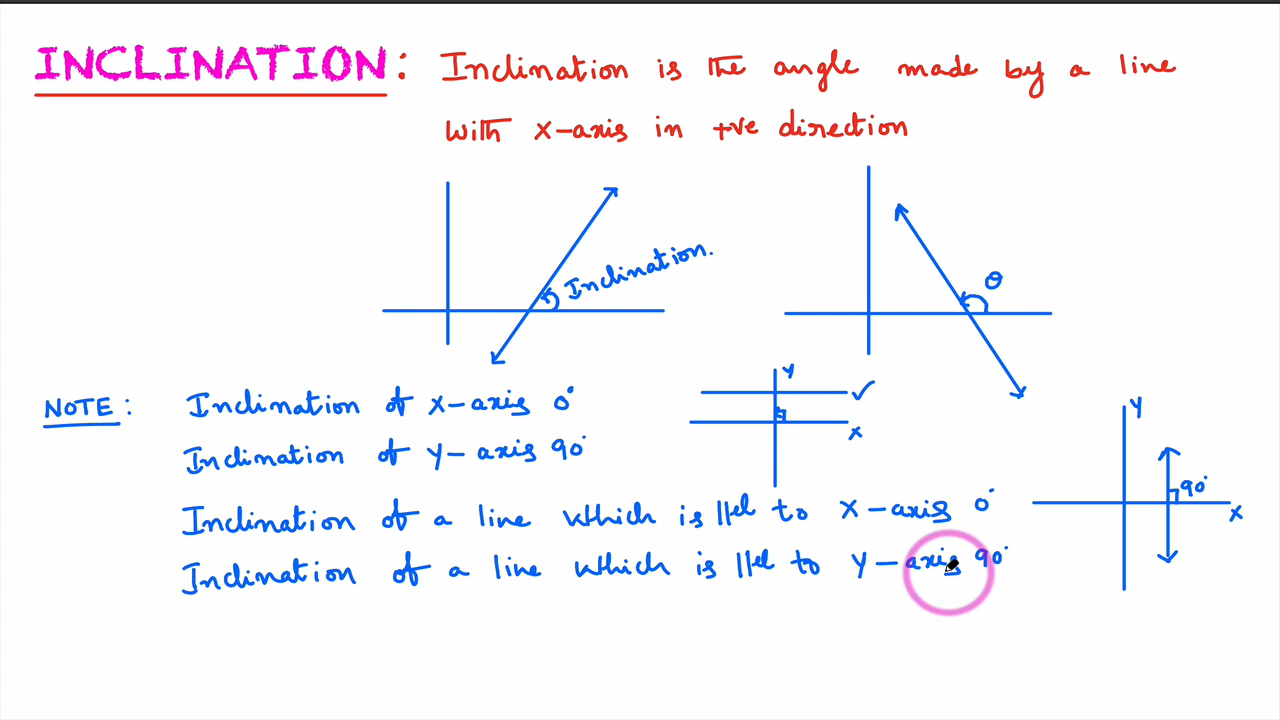 INCLINATION: Inclination is the angle made by a line
with x-axis in +ve direction
Inclination.
θ
NOTE: Inclination of x-axis 0°
Inclination of y-axis 90°
Inclination of a line which is ||el to x-axis 0°
Inclination of a line which is ||el to y-axis 90°
y
✓
x
y
90°
x